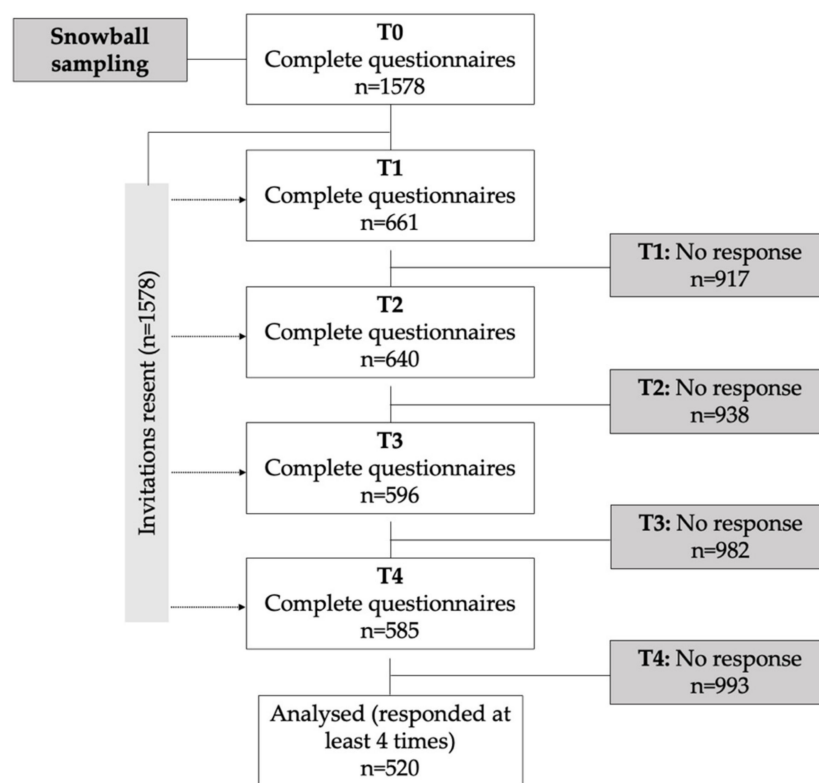 Snowball
sampling
T0
Complete questionnaires
n=1578
T1
Complete questionnaires
n=661
T1: No response
n=917
Invitations resent (n=1578)
T2
Complete questionnaires
n=640
T2: No response
n=938
T3
Complete questionnaires
n=596
T3: No response
n=982
T4
Complete questionnaires
n=585
T4: No response
n=993
Analysed (responded at
least 4 times)
n=520